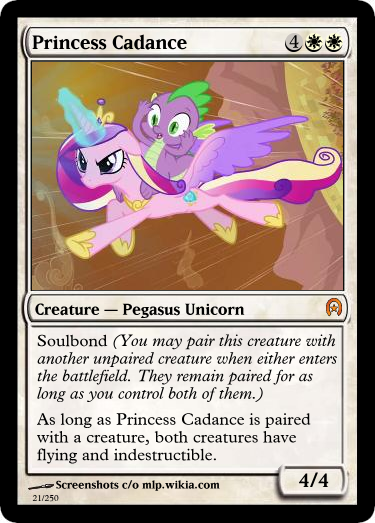 Princess Cadance 4
Creature — Pegasus Unicorn
Soulbond (You may pair this creature with
another unpaired creature when either enters
the battlefield. They remain paired for as
long as you control both of them.)
As long as Princess Cadance is paired
with a creature, both creatures have
flying and indestructible.
Screenshots c/o mlp.wikia.com
4/4
21/250